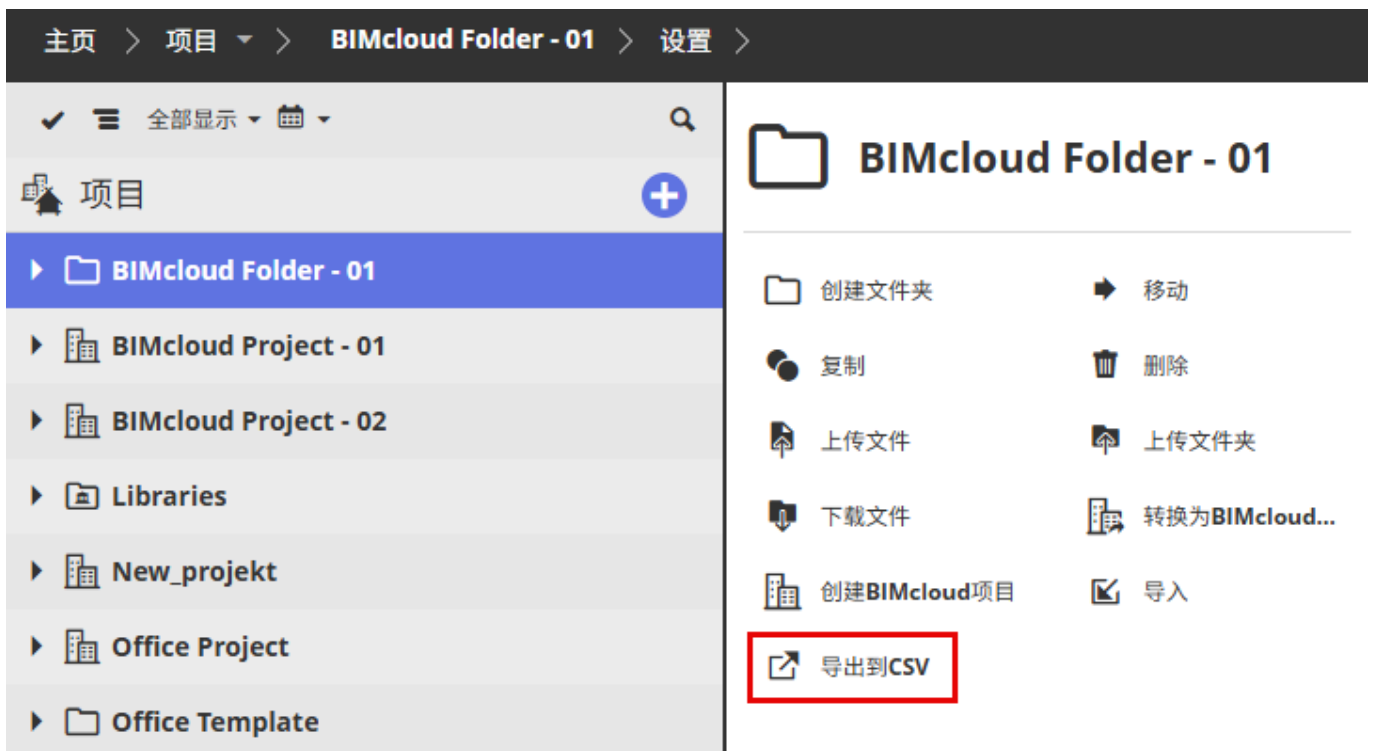 主页 > 项目 > BIMcloud Folder - 01 > 设置 >
全部显示
项目
BIMcloud Folder - 01
BIMcloud Project - 01
BIMcloud Project - 02
Libraries
New_projekt
Office Project
Office Template
BIMcloud Folder - 01
创建文件夹 移动
复制 删除
上传文件 上传文件夹
下载文件 转换为BIMcloud...
创建BIMcloud项目 导入
导出到CSV